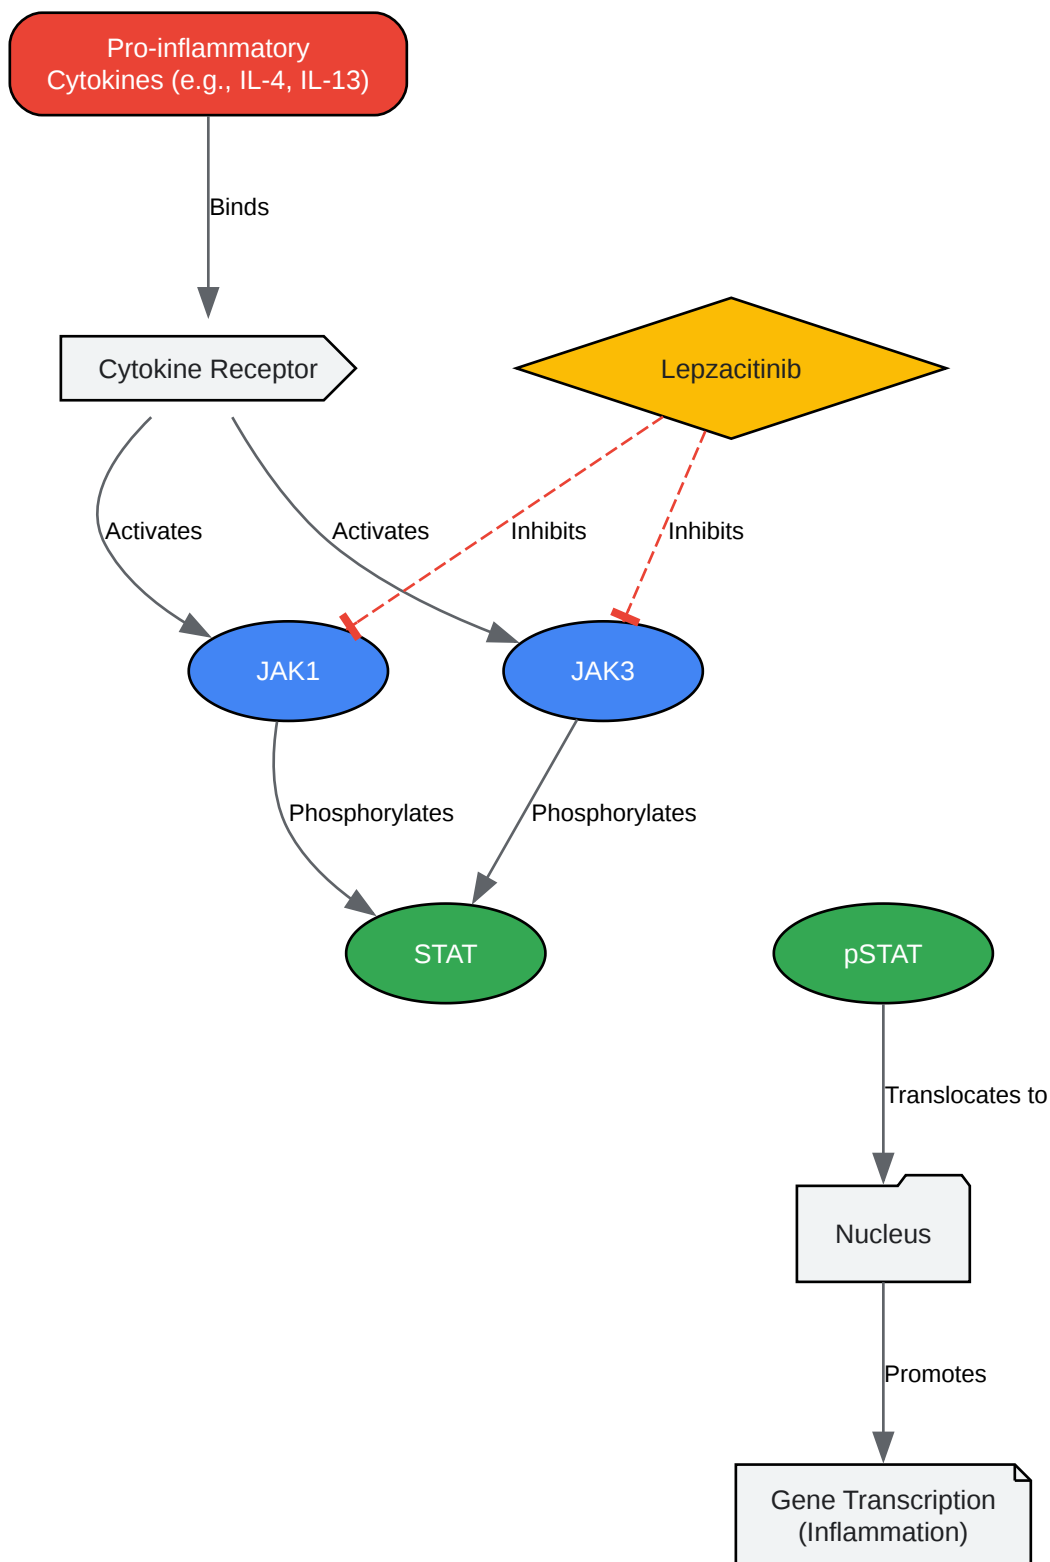 Pro-inflammatory
Cytokines (e.g., IL-4, IL-13)
Binds
Cytokine Receptor
Lepzacitinib
Activates
Activates
Inhibits
Inhibits
JAK1
JAK3
Phosphorylates
Phosphorylates
STAT
pSTAT
Translocates to
Nucleus
Promotes
Gene Transcription
(Inflammation)